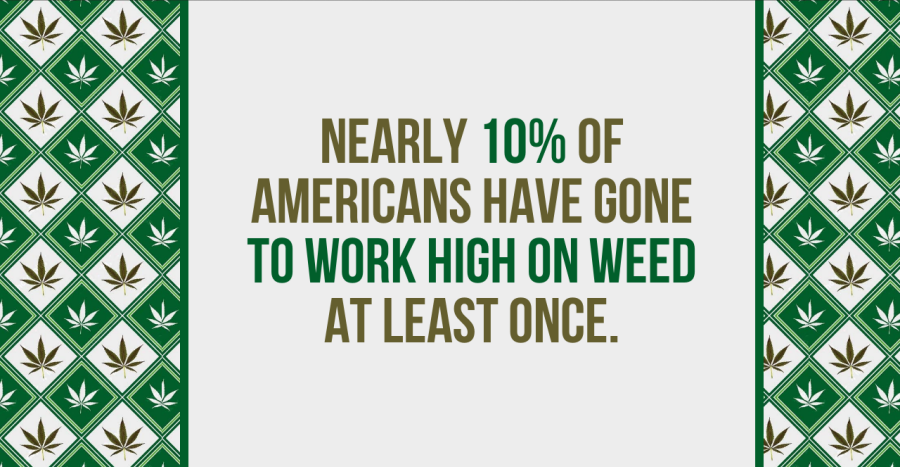 NEARLY 10% OF
AMERICANS HAVE GONE
TO WORK HIGH ON WEED
AT LEAST ONCE.